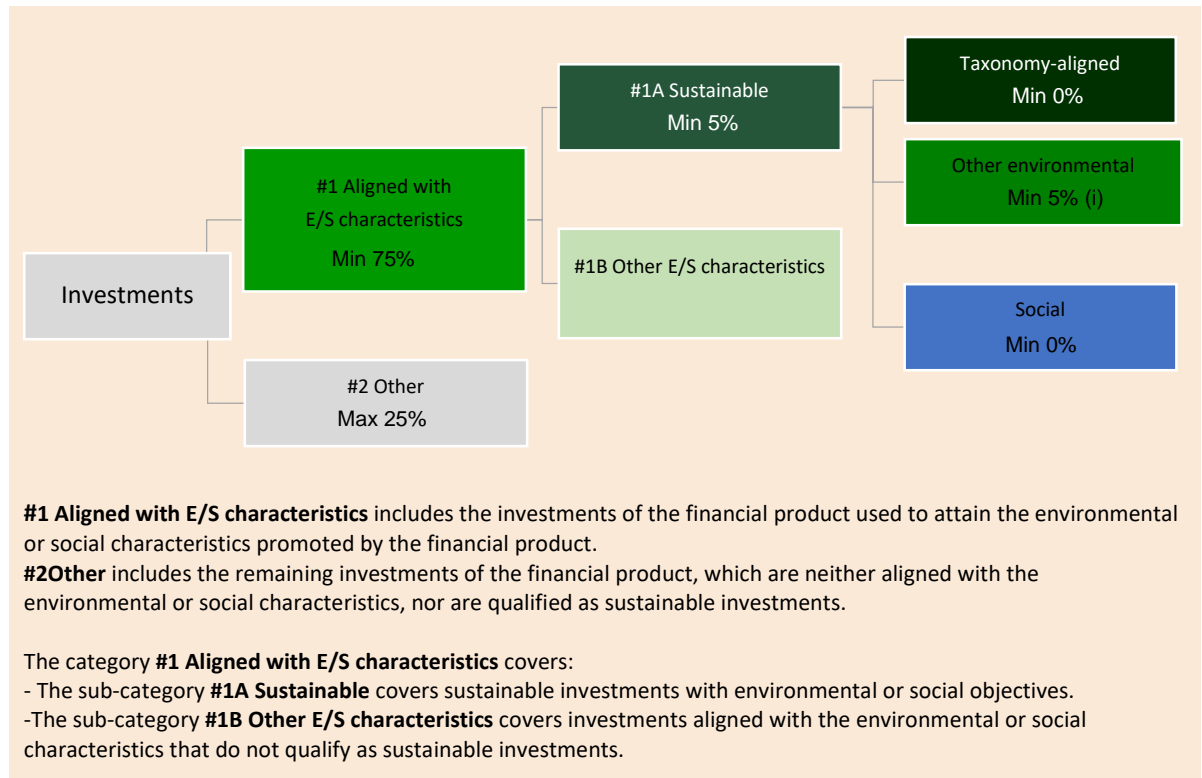 Investments
#1 Aligned with
E/S characteristics
Min 75%
#2 Other
Max 25%
#1A Sustainable
Min 5%
#1B Other E/S characteristics
Taxonomy-aligned
Min 0%
Other environmental
Min 5% (i)
Social
Min 0%
#1 Aligned with E/S characteristics includes the investments of the financial product used to attain the environmental
or social characteristics promoted by the financial product.
#2Other includes the remaining investments of the financial product, which are neither aligned with the
environmental or social characteristics, nor are qualified as sustainable investments.
The category #1 Aligned with E/S characteristics covers:
- The sub-category #1A Sustainable covers sustainable investments with environmental or social objectives.
-The sub-category #1B Other E/S characteristics covers investments aligned with the environmental or social
characteristics that do not qualify as sustainable investments.